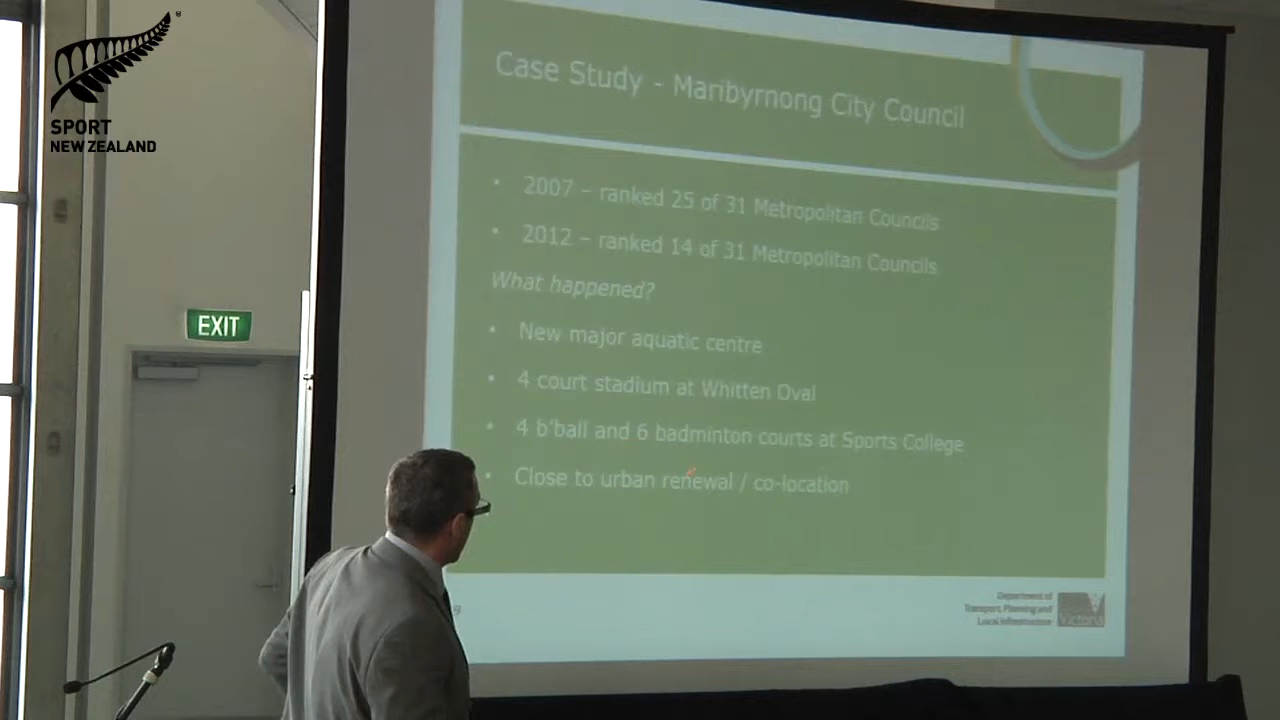 SPORT
NEW ZEALAND
EXIT
Case Study - Maribyrnong City Council
• 2007 – ranked 25 of 31 Metropolitan Councils
• 2012 – ranked 14 of 31 Metropolitan Councils
What happened?
• New major aquatic centre
• 4 court stadium at Whitten Oval
• 4 b'ball and 6 badminton courts at Sports College
• Close to urban renewal / co-location
Department of
Transport, Planning and
Local Infrastructure
Victoria